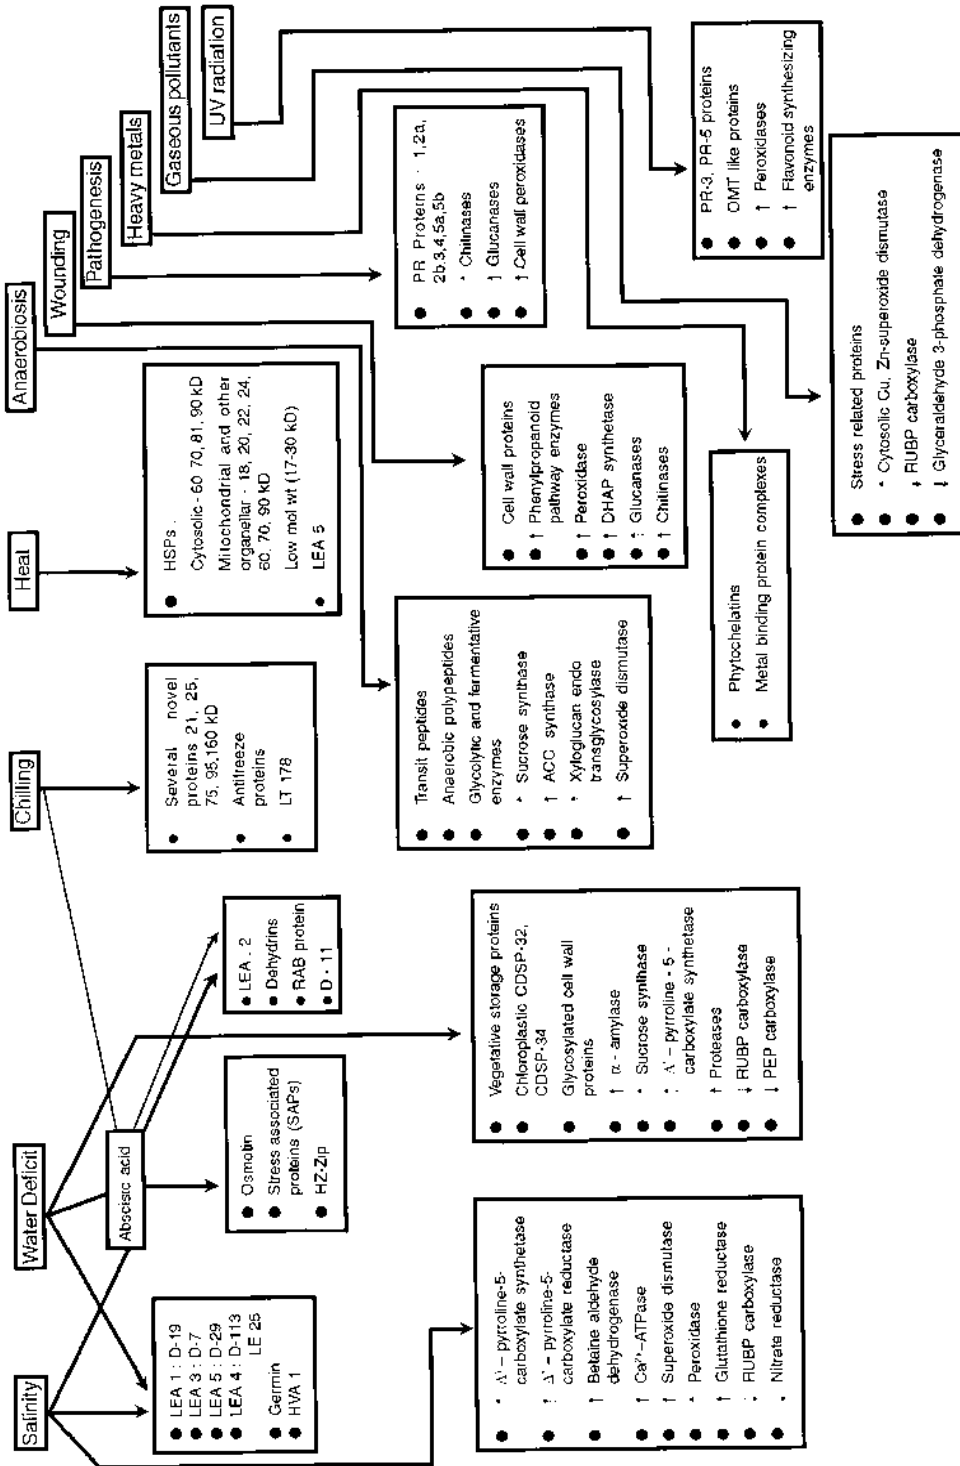 Salinity
Water Deficit
Chilling
Heat
Anaerobiosis
Wounding
Pathogenesis
Heavy metals
Gaseous pollutants
UV radiation
Abscisic acid
● LEA 1 : D-19
● LEA 3 : D-7
● LEA 5 : D-29
● LEA 4 : D-113
LE 25
● Germin
● HVA 1
● Osmotin
● Stress associated
proteins (SAPs)
● HZ-Zip
● LEA . 2
● Dehydrins
● RAB protein
● D - 11
● Several novel
proteins 21, 25,
75, 95,160 kD
● Antifreeze
proteins
● LT 178
● HSPs .
Cytosolic - 60 70, 81, 90 kD
Mitochondrial and other
organellar - 18, 20, 22, 24,
60, 70, 90 kD
Low mol wt (17-30 kD)
● LEA 5
● PR Proteins · 1,2a,
2b.3,4,5a,5b
● Chitinases
● ↑ Glucanases
● ↑ Cell wall peroxidases
● PR-3, PR-5 proteins
● OMT like proteins
● ↑ Peroxidases
● ↑ Flavonoid synthesizing
enzymes
● Cell wall proteins
● ↑ Phenylpropanoid
pathway enzymes
● ↑ Peroxidase
● ↑ DHAP synthetase
● Glucanases
● ↑ Chitinases
● Transit peptides
● Anaerobic polypeptides
● Glycolytic and fermentative
enzymes
● Sucrose synthase
● ↑ ACC synthase
● ↑ Xyloglucan endo
transglycosylase
● ↑ Superoxide dismutase
● Vegetative storage proteins
● Chloroplastic CDSP-32,
CDSP-34
● Glycosylated cell wall
proteins
● ↑ α - amylase
● Sucrose synthase
● Δ¹ – pyrroline - 5 -
carboxylate synthetase
● ↑ Proteases
● ↓ RUBP carboxylase
● ↓ PEP carboxylase
● Δ¹ – pyrroline-5-
carboxylate synthetase
● Δ¹ – pyrroline-5-
carboxylate reductase
● ↑ Betaine aldehyde
dehydrogenase
● ↑ Ca²⁺–ATPase
● ↑ Superoxide dismutase
● Peroxidase
● ↑ Glutathione reductase
● RUBP carboxylase
● Nitrate reductase
● Phytochelatins
● Metal binding protein complexes
● Stress related proteins
● Cytosolic Cu, Zn-superoxide dismutase
● ↓ RUBP carboxylase
● ↓ Glyceraldehyde 3-phosphate dehydrogenase